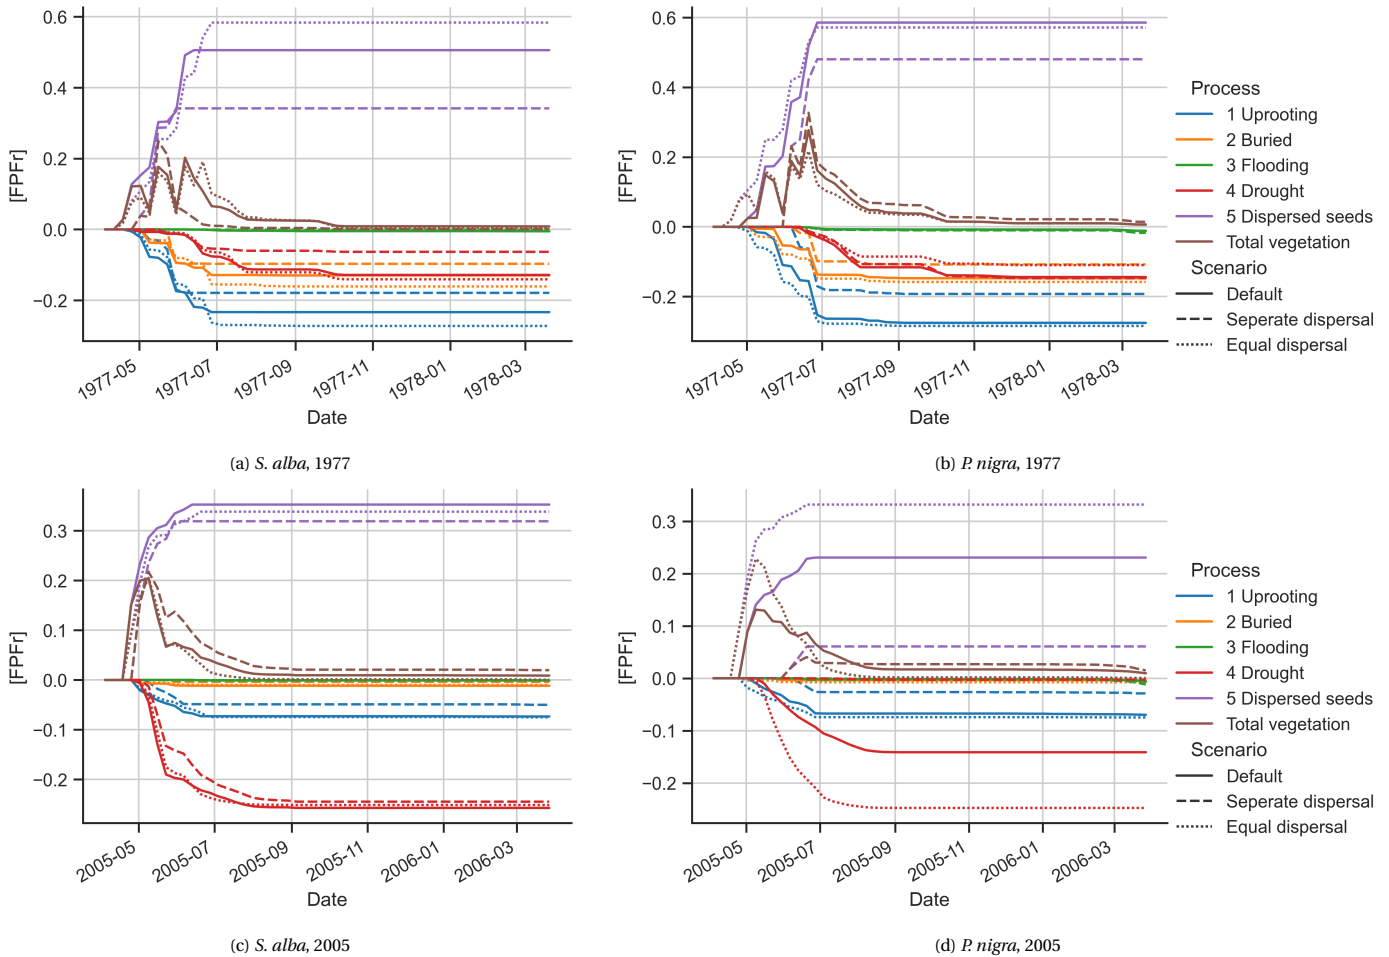 0.6
0.4
0.2
0.0
−0.2
[FPFr]
1977-05
1977-07
1977-09
1977-11
1978-01
1978-03
Date
(a) S. alba, 1977
0.6
0.4
0.2
0.0
−0.2
[FPFr]
1977-05
1977-07
1977-09
1977-11
1978-01
1978-03
Date
(b) P. nigra, 1977
Process
1 Uprooting
2 Buried
3 Flooding
4 Drought
5 Dispersed seeds
Total vegetation
Scenario
Default
Seperate dispersal
Equal dispersal
0.3
0.2
0.1
0.0
−0.1
−0.2
[FPFr]
2005-05
2005-07
2005-09
2005-11
2006-01
2006-03
Date
(c) S. alba, 2005
0.3
0.2
0.1
0.0
−0.1
−0.2
[FPFr]
2005-05
2005-07
2005-09
2005-11
2006-01
2006-03
Date
(d) P. nigra, 2005
Process
1 Uprooting
2 Buried
3 Flooding
4 Drought
5 Dispersed seeds
Total vegetation
Scenario
Default
Seperate dispersal
Equal dispersal